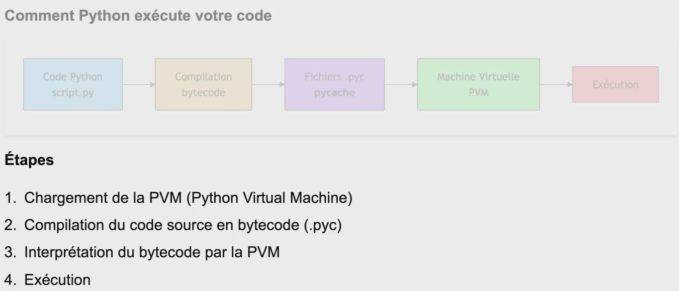 Comment Python exécute votre code
Code Python
script.py
Compilation
bytecode
Fichiers .pyc
pycache
Machine Virtuelle
PVM
Exécution
Étapes
1. Chargement de la PVM (Python Virtual Machine)
2. Compilation du code source en bytecode (.pyc)
3. Interprétation du bytecode par la PVM
4. Exécution